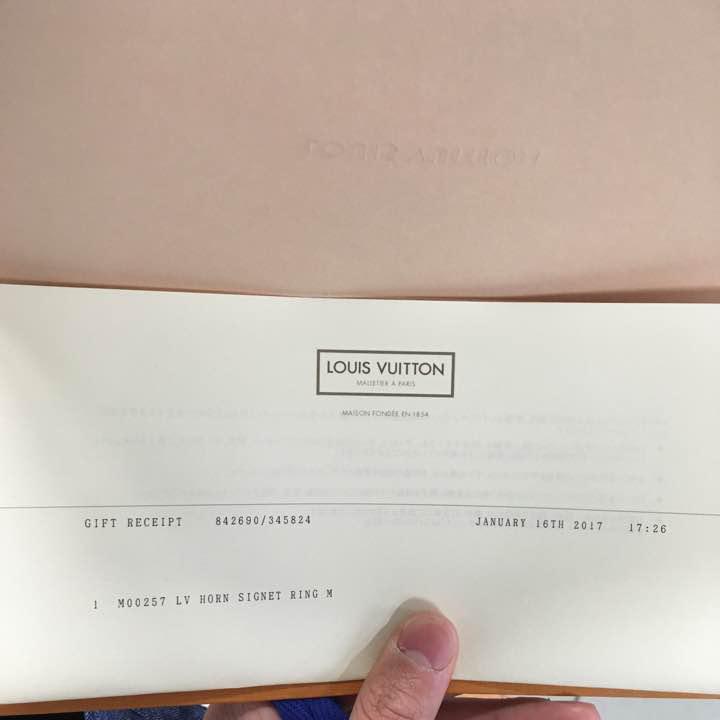 LOUIS VUITTON
MALLETIER À PARIS
MAISON FONDÉE EN 1854
GIFT RECEIPT 842690/345824 JANUARY 16TH 2017 17:26
1 M00257 LV HORN SIGNET RING M